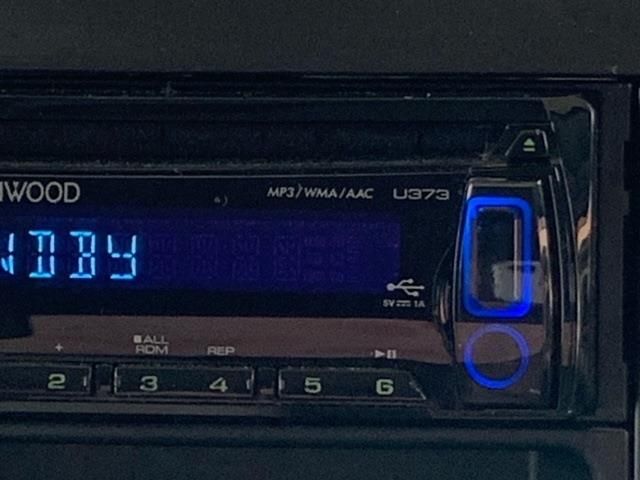 NWOOD MP3/WMA/AAC U373
NDBY
5V 1A
ALL
RDM REP
2 3 4 5 6